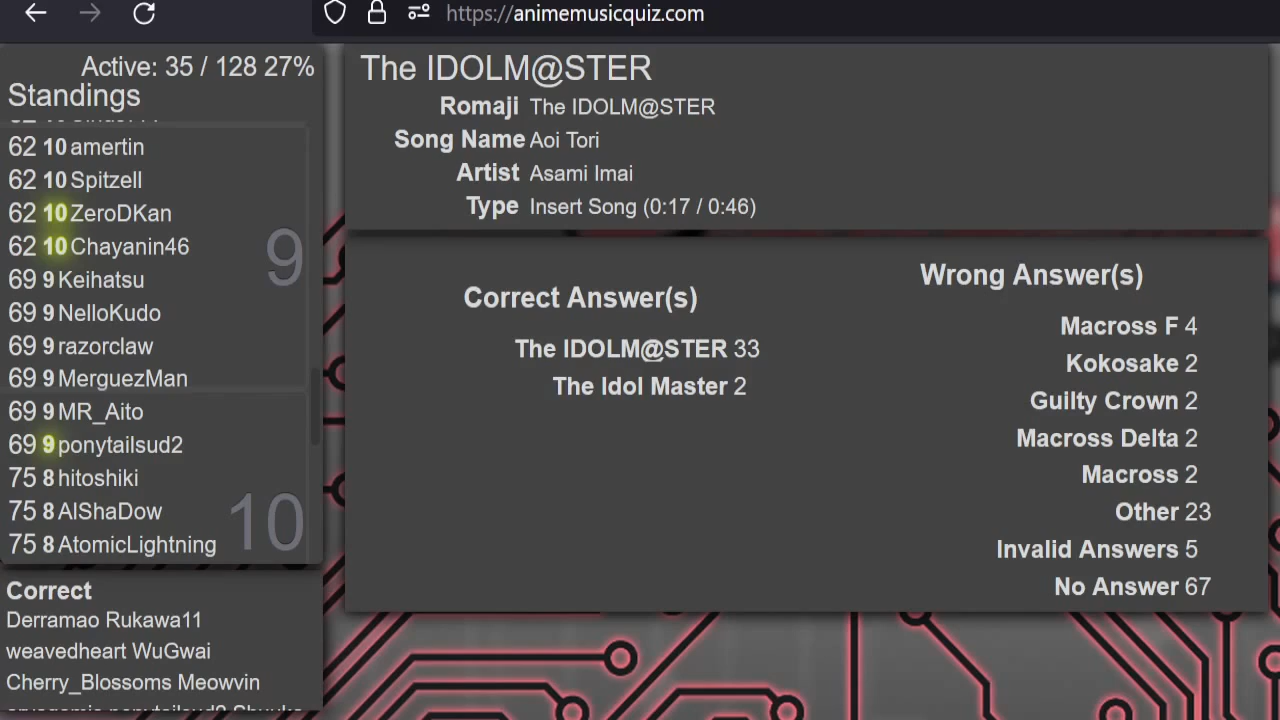 https://animemusicquiz.com
Active: 35 / 128 27%
Standings
62 10 amertin
62 10 Spitzell
62 10 ZeroDKan
62 10 Chayanin46
9
69 9 Keihatsu
69 9 NelloKudo
69 9 razorclaw
69 9 MerguezMan
69 9 MR_Aito
69 9 ponytailsud2
75 8 hitoshiki
75 8 AlShaDow
10
75 8 AtomicLightning
Correct
Derramao Rukawa11
weavedheart WuGwai
Cherry_Blossoms Meowvin
The IDOLM@STER
Romaji The IDOLM@STER
Song Name Aoi Tori
Artist Asami Imai
Type Insert Song (0:17 / 0:46)
Correct Answer(s)
The IDOLM@STER 33
The Idol Master 2
Wrong Answer(s)
Macross F 4
Kokosake 2
Guilty Crown 2
Macross Delta 2
Macross 2
Other 23
Invalid Answers 5
No Answer 67